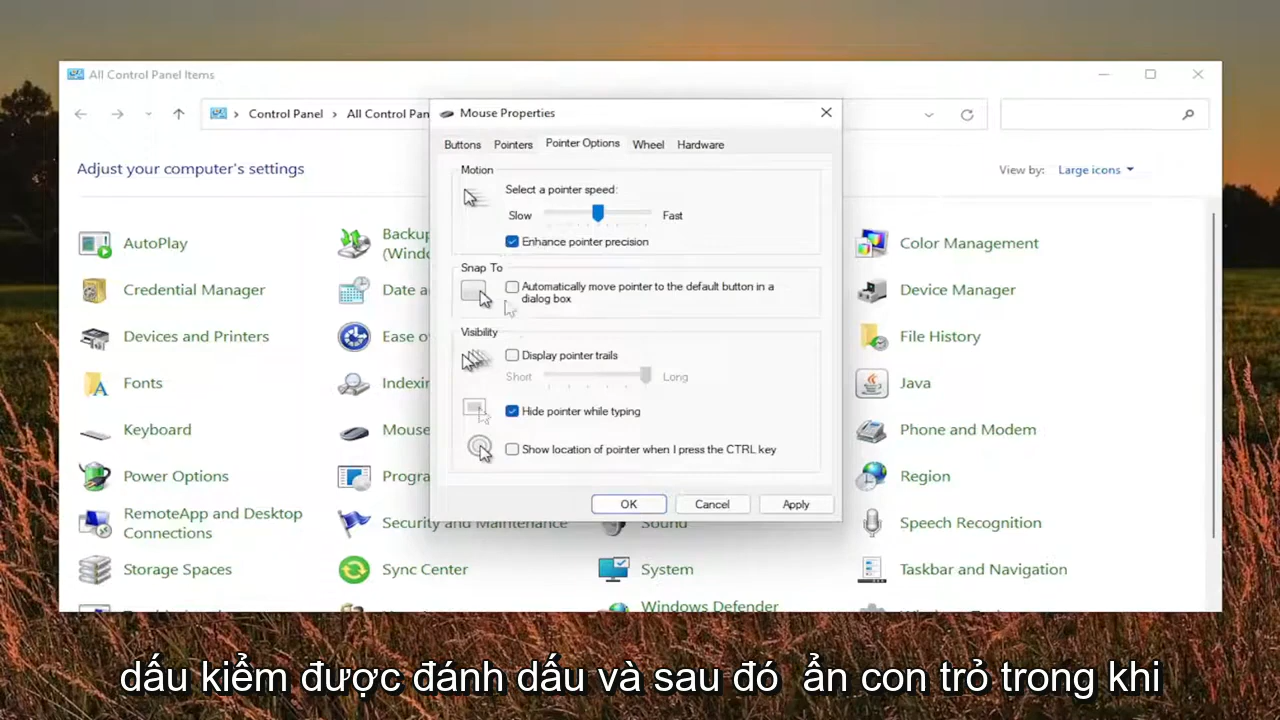 All Control Panel Items
Control Panel
All Control Pan
Adjust your computer's settings
View by:
Large icons
AutoPlay
Backup
(Windo
Color Management
Credential Manager
Date a
Device Manager
Devices and Printers
Ease o
File History
Fonts
Indexin
Java
Keyboard
Mouse
Phone and Modem
Power Options
Progra
Region
RemoteApp and Desktop
Connections
Security and Maintenance
Sound
Speech Recognition
Storage Spaces
Sync Center
System
Taskbar and Navigation
Windows Defender
Mouse Properties
Buttons
Pointers
Pointer Options
Wheel
Hardware
Motion
Select a pointer speed:
Slow
Fast
Enhance pointer precision
Snap To
Automatically move pointer to the default button in a
dialog box
Visibility
Display pointer trails
Short
Long
Hide pointer while typing
Show location of pointer when I press the CTRL key
OK
Cancel
Apply
dấu kiểm được đánh dấu và sau đó ẩn con trỏ trong khi